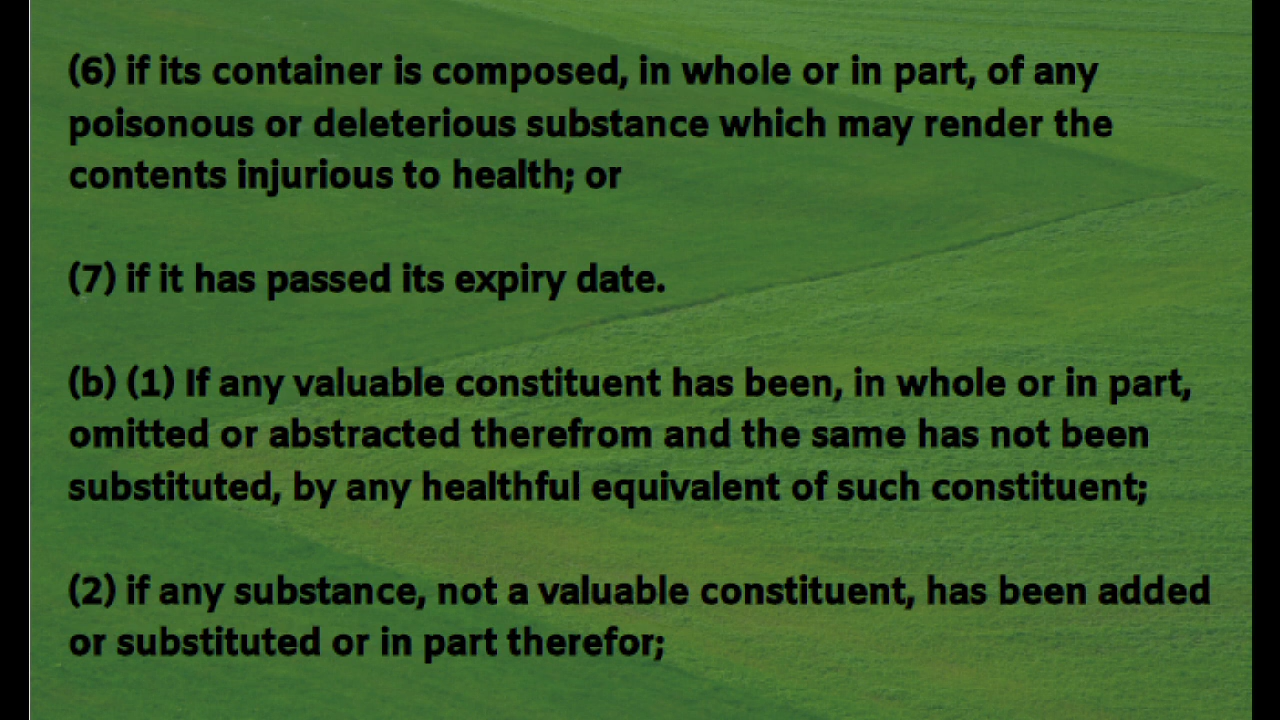 (6) if its container is composed, in whole or in part, of any
poisonous or deleterious substance which may render the
contents injurious to health; or
(7) if it has passed its expiry date.
(b) (1) If any valuable constituent has been, in whole or in part,
omitted or abstracted therefrom and the same has not been
substituted, by any healthful equivalent of such constituent;
(2) if any substance, not a valuable constituent, has been added
or substituted or in part therefor;